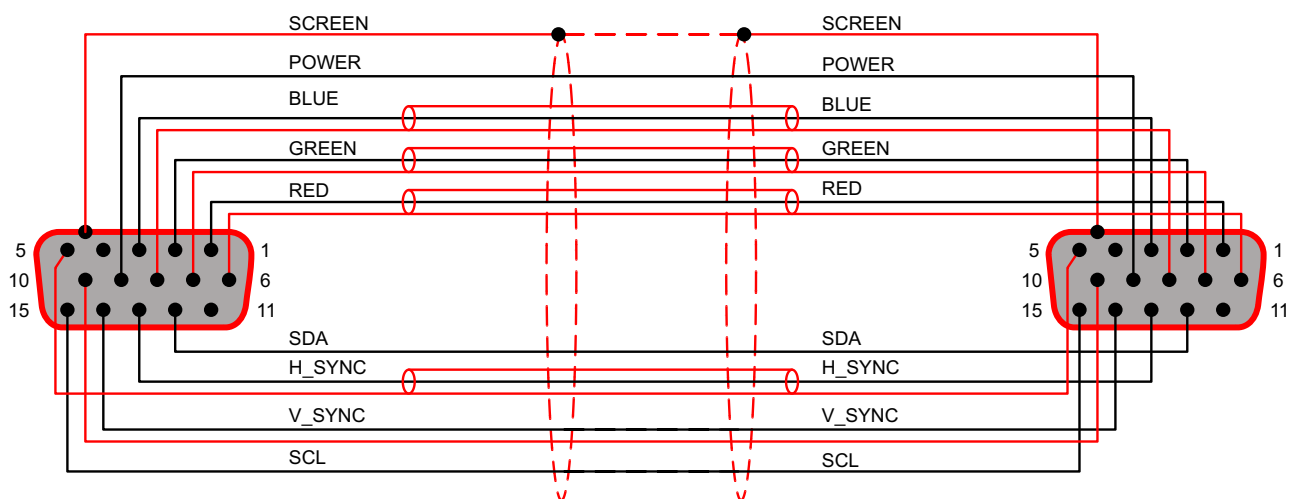 SCREEN SCREEN
POWER POWER
BLUE BLUE
GREEN GREEN
RED RED
5 1 5 1
10 6 10 6
15 11 15 11
SDA SDA
H_SYNC H_SYNC
V_SYNC V_SYNC
SCL SCL